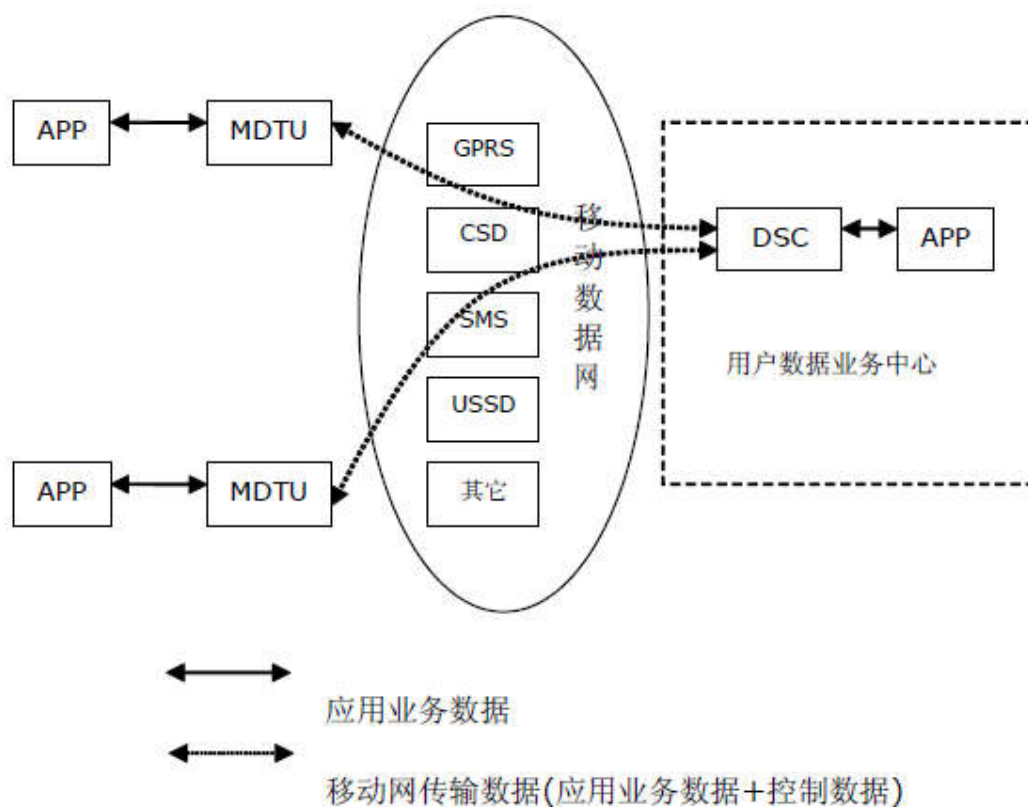 APP
MDTU
GPRS
CSD
SMS
USSD
其它
移动数据网
DSC
APP
用户数据业务中心
APP
MDTU
应用业务数据
移动网传输数据(应用业务数据+控制数据)